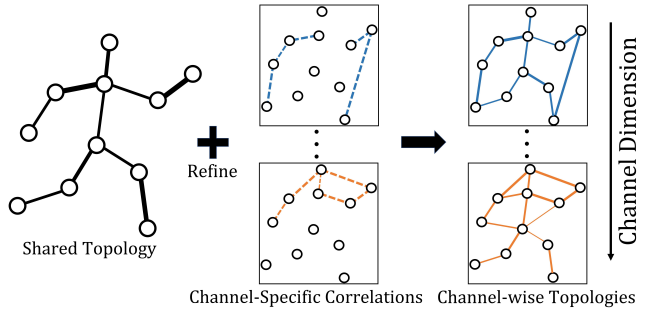 Refine
Shared Topology
Channel-Specific Correlations
Channel-wise Topologies
Channel Dimension